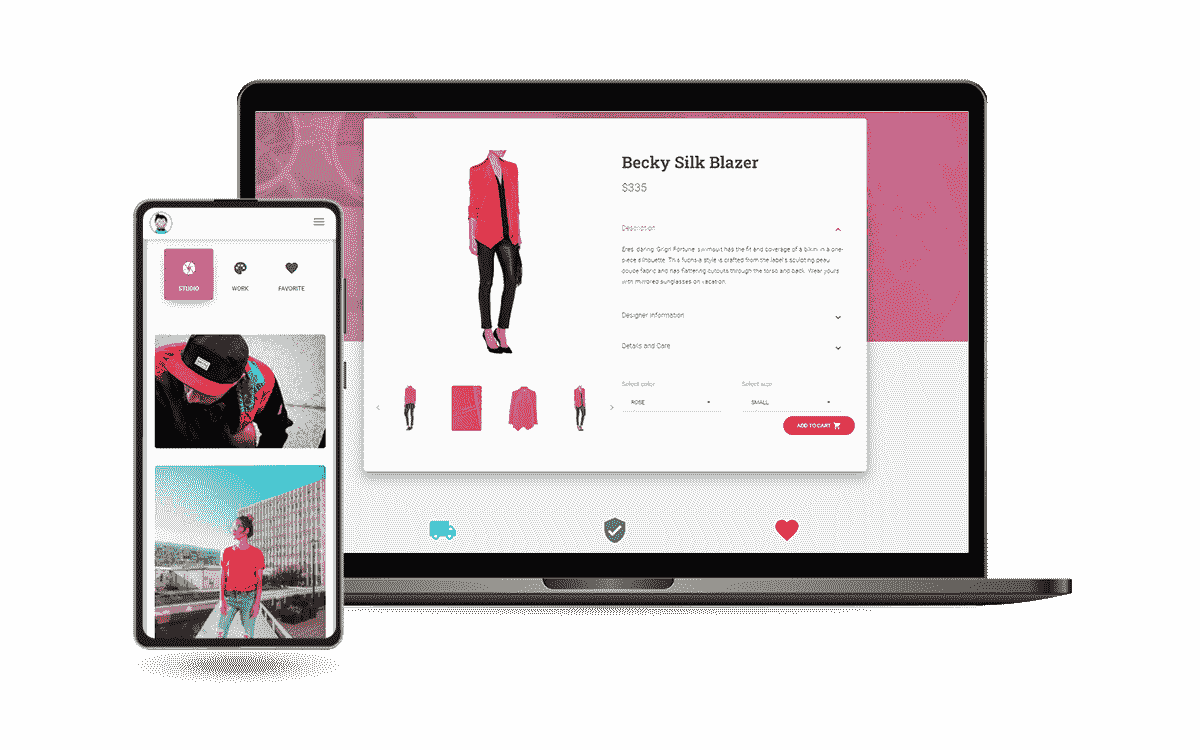 Becky Silk Blazer
$335
Description
Eres' daring 'Grigri Fortune' swimsuit has the fit and coverage of a bikini in a one-
piece silhouette. This fuchsia style is crafted from the label's sculpting peau
douce fabric and has flattering cutouts through the torso and back. Wear yours
with mirrored sunglasses on vacation.
Designer Information
Details and Care
Select color
Select size
ROSE
SMALL
ADD TO CART
STUDIO
WORK
FAVORITE